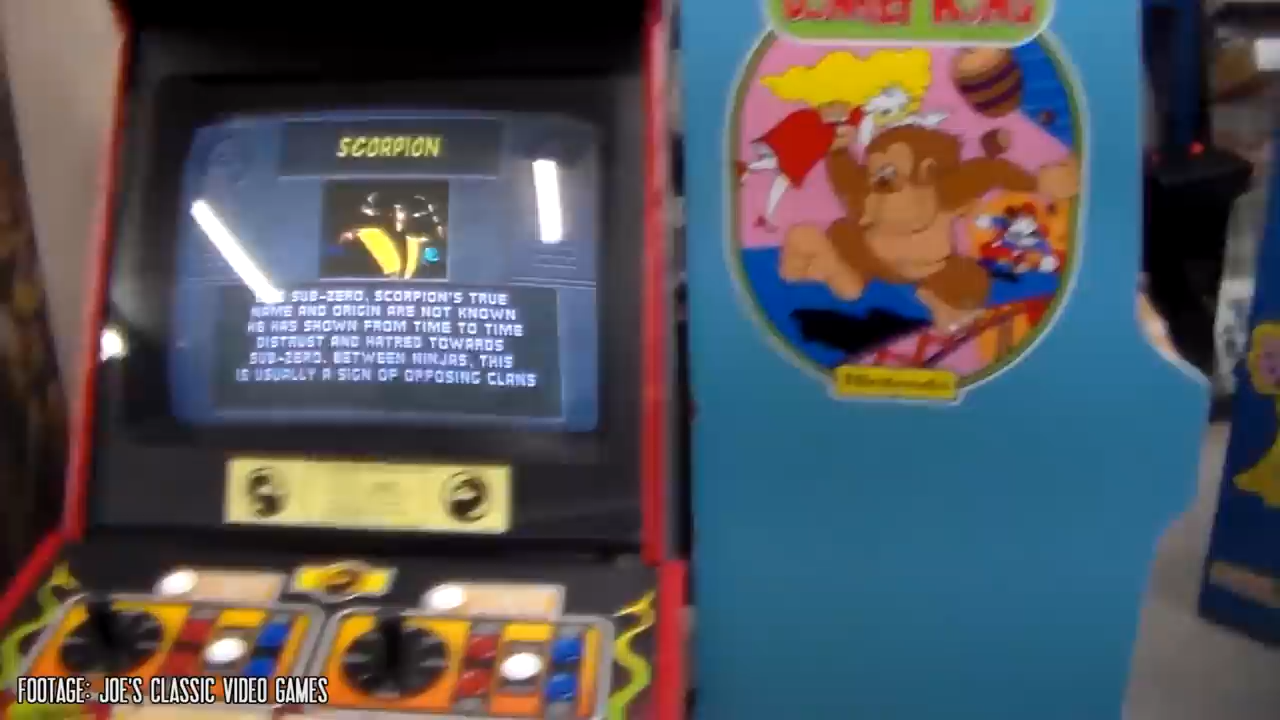 DONKEY KONG
SCORPION
SUB-ZERO, SCORPION'S TRUE
NAME AND ORIGIN ARE NOT KNOWN
HE HAS SHOWN FROM TIME TO TIME
DISTRUST AND HATRED TOWARDS
SUB-ZERO. BETWEEN NINJAS, THIS
IS USUALLY A SIGN OF OPPOSING CLANS
Nintendo
FOOTAGE: JOE'S CLASSIC VIDEO GAMES